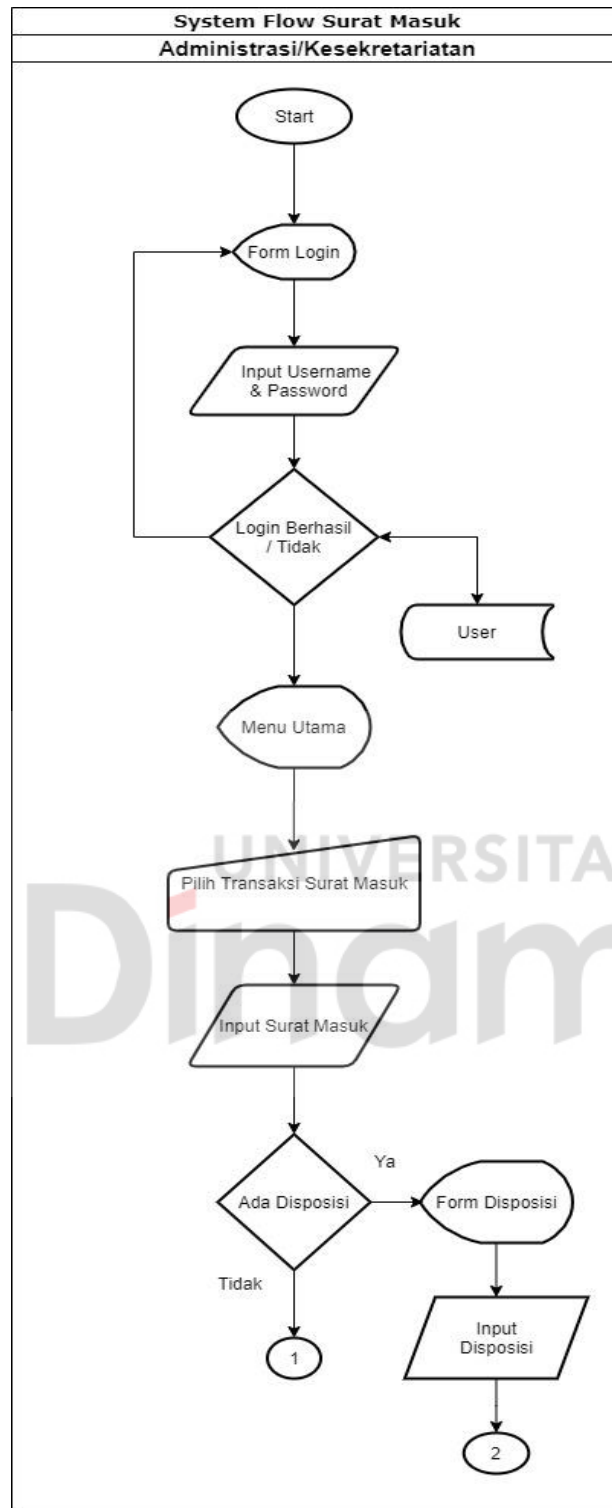 System Flow Surat Masuk
Administrasi/Kesekretariatan
Start
Form Login
Input Username
& Password
Login Berhasil
/ Tidak
User
Menu Utama
UNIVERSITA
Pilih Transaksi Surat Masuk
Dinam
Input Surat Masuk
Ya
Ada Disposisi
Form Disposisi
Tidak
Input
Disposisi
1
2